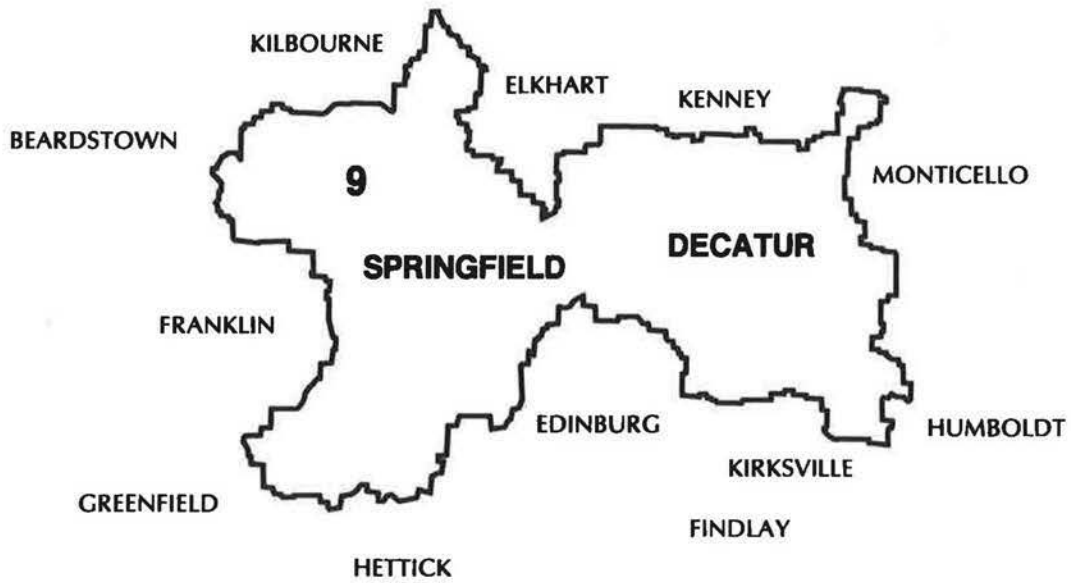 KILBOURNE
ELKHART
KENNEY
BEARDSTOWN
9
MONTICELLO
SPRINGFIELD
DECATUR
FRANKLIN
EDINBURG
HUMBOLDT
KIRKSVILLE
GREENFIELD
FINDLAY
HETTICK